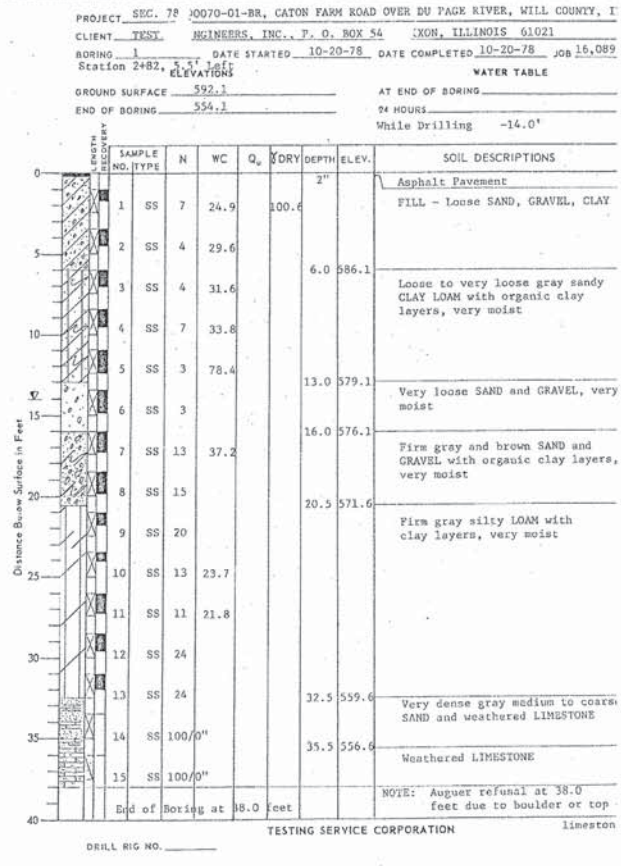 PROJECT SEC. 78 00070-01-BR, CATON FARM ROAD OVER DU PAGE RIVER, WILL COUNTY, I
CLIENT TEST. NGINEERS, INC., P. O. BOX 54 IXON, ILLINOIS 61021
BORING 1 DATE STARTED 10-20-78 DATE COMPLETED 10-20-78 JOB 16,089
Station 2+82, 5.5' Left
ELEVATIONS WATER TABLE
GROUND SURFACE 592.1 AT END OF BORING
END OF BORING 554.1 24 HOURS
While Drilling -14.0'
LENGTH RECOVERY SAMPLE NO. TYPE N WC Qu γDRY DEPTH ELEV. SOIL DESCRIPTIONS
0 2" Asphalt Pavement
1 SS 7 24.9 100.6 FILL - Loose SAND, GRAVEL, CLAY
5 2 SS 4 29.6
6.0 586.1
3 SS 4 31.6 Loose to very loose gray sandy
CLAY LOAM with organic clay
layers, very moist
10 4 SS 7 33.8
5 SS 3 78.4
13.0 579.1 Very loose SAND and GRAVEL, very
moist
15 6 SS 3
16.0 576.1
7 SS 13 37.2 Firm gray and brown SAND and
GRAVEL with organic clay layers,
very moist
20 8 SS 15
20.5 571.6
9 SS 20 Firm gray silty LOAM with
clay layers, very moist
25 10 SS 13 23.7
11 SS 11 21.8
30 12 SS 24
13 SS 24 32.5 559.6
Very dense gray medium to coars
SAND and weathered LIMESTONE
35 14 SS 100/0"
35.5 556.6
Weathered LIMESTONE
15 SS 100/0"
NOTE: Auguer refusal at 38.0
End of Boring at 38.0 feet feet due to boulder or top
40 limeston
Distance Below Surface in Feet
TESTING SERVICE CORPORATION
DRILL RIG NO.